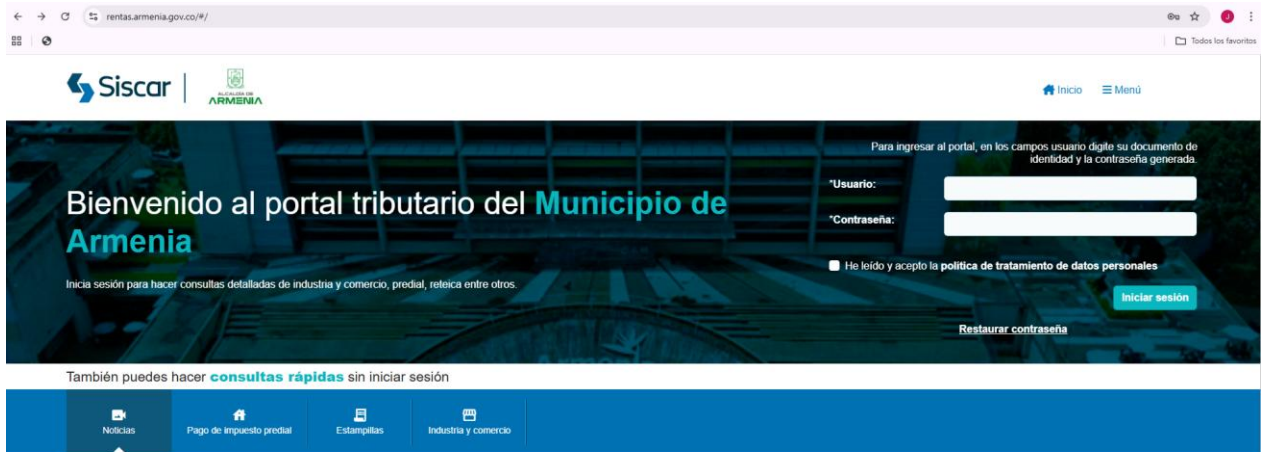 rentas.armenia.gov.co/#/
Todos los favoritos
Siscar
ALCALDÍA DE
ARMENIA
Inicio
Menú
Para ingresar al portal, en los campos usuario digite su documento de
identidad y la contraseña generada.
Bienvenido al portal tributario del Municipio de
Armenia
Inicia sesión para hacer consultas detalladas de industria y comercio, predial, reteica entre otros.
*Usuario:
*Contraseña:
He leído y acepto la política de tratamiento de datos personales
Iniciar sesión
Restaurar contraseña
También puedes hacer consultas rápidas sin iniciar sesión
Noticias
Pago de impuesto predial
Estampillas
Industria y comercio